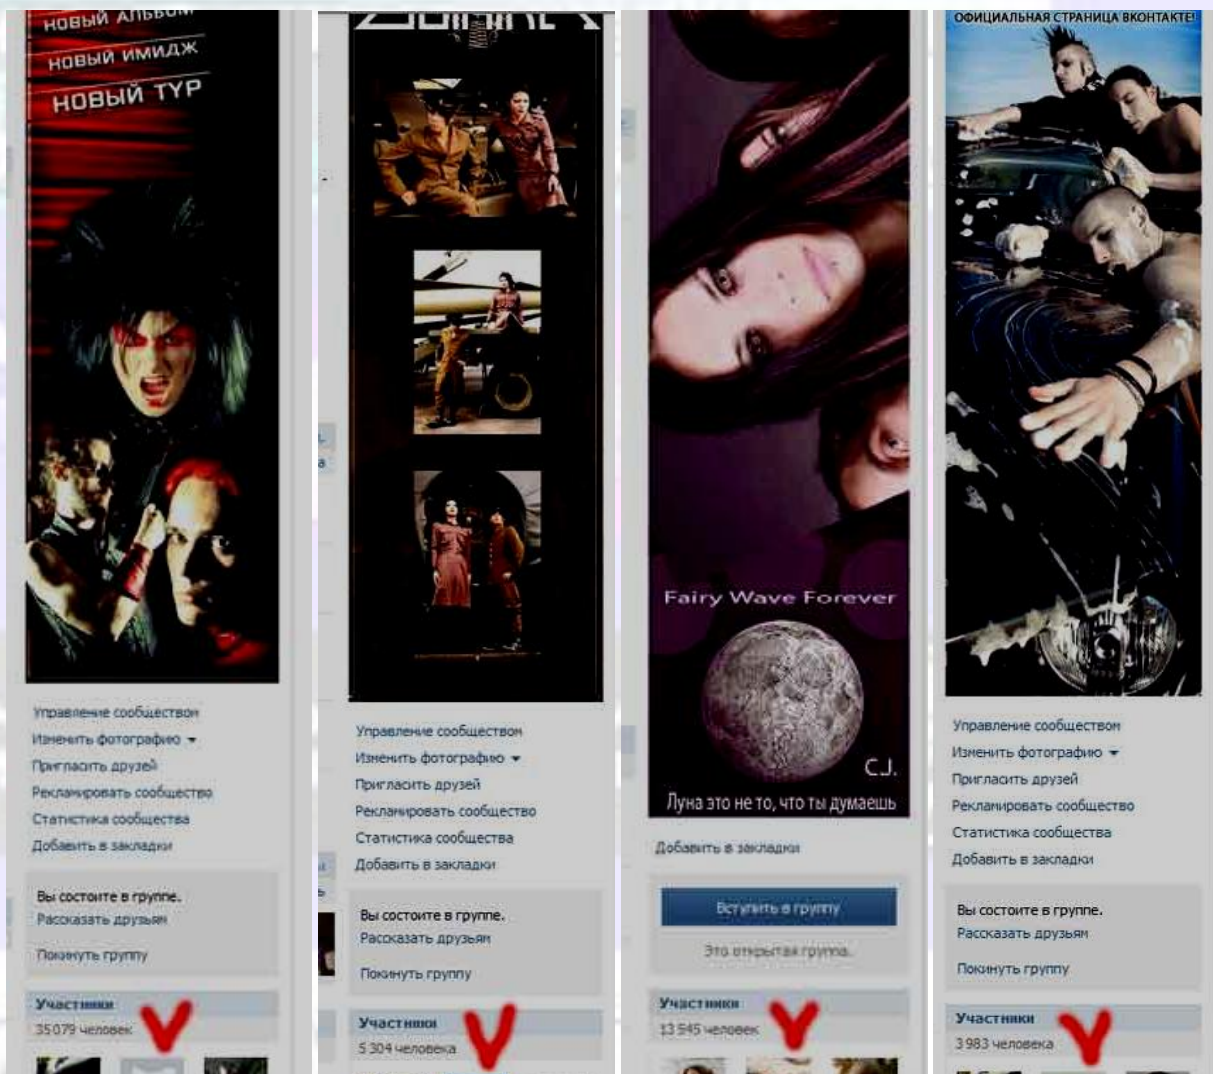 НОВЫЙ АЛЬБОМ
НОВЫЙ ИМИДЖ
НОВЫЙ ТУР
Управление сообществом
Изменить фотографию
Пригласить друзей
Рекламировать сообщество
Статистика сообщества
Добавить в закладки
Вы состоите в группе.
Рассказать друзьям
Покинуть группу
Участники
35 079 человек
Управление сообществом
Изменить фотографию
Пригласить друзей
Рекламировать сообщество
Статистика сообщества
Добавить в закладки
Вы состоите в группе.
Рассказать друзьям
Покинуть группу
Участники
5 304 человека
Fairy Wave Forever
C.J.
Луна это не то, что ты думаешь
Добавить в закладки
Вступить в группу
Это открытая группа.
Участники
13 545 человек
ОФИЦИАЛЬНАЯ СТРАНИЦА ВКОНТАКТЕ!
Управление сообществом
Изменить фотографию
Пригласить друзей
Рекламировать сообщество
Статистика сообщества
Добавить в закладки
Вы состоите в группе.
Рассказать друзьям
Покинуть группу
Участники
3 983 человека